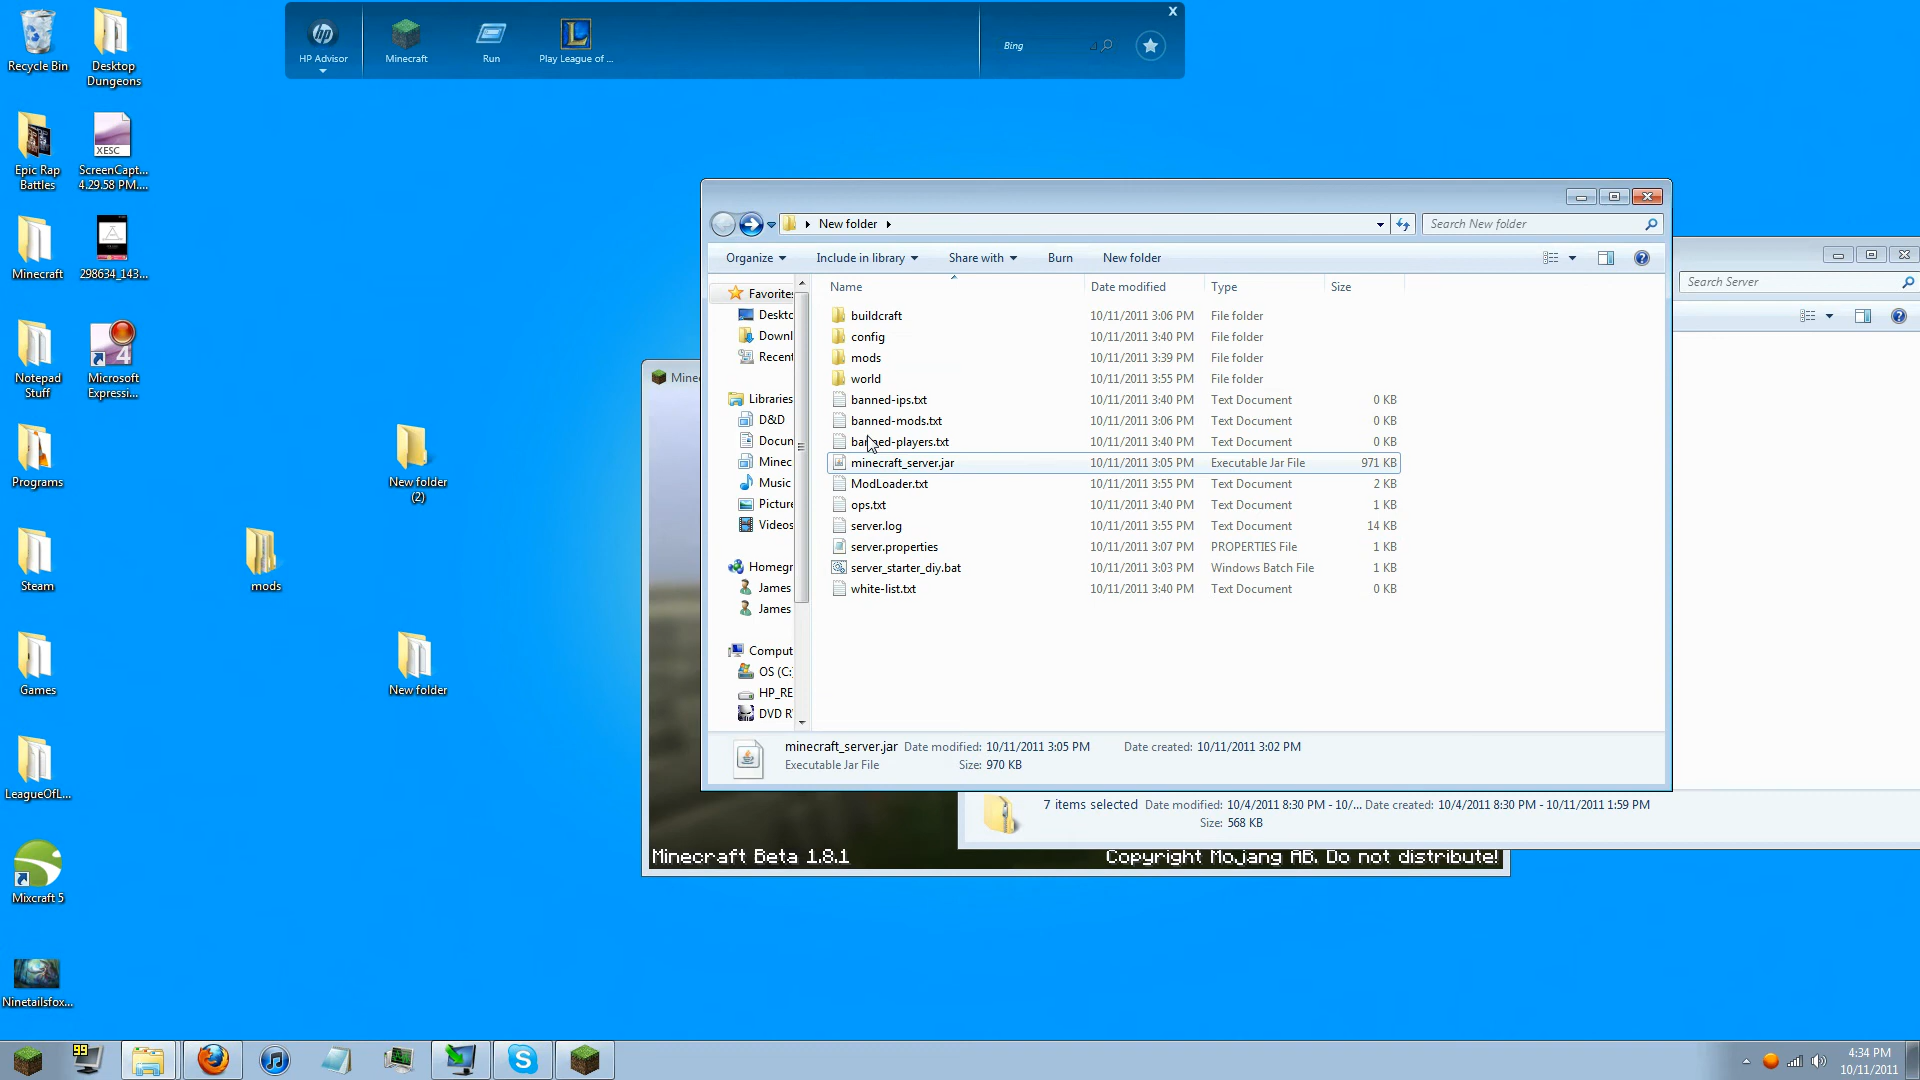 Recycle Bin
Desktop
Dungeons
Epic Rap
Battles
XESC
ScreenCapt...
4.29.58 PM....
Minecraft
298634_143...
Notepad
Stuff
4
Microsoft
Expressi...
Programs
New folder
(2)
Steam
mods
Games
New folder
LeagueOfL...
Mixcraft 5
Ninetailsfox...
hp
HP Advisor
Minecraft
Run
L
Play League of ...
Bing
x
New folder
Search New folder
Organize
Include in library
Share with
Burn
New folder
Favorites
Deskto
Downl
Recent
Libraries
D&D
Docun
Minec
Music
Picture
Videos
Homegr
James
James
Comput
OS (C:)
HP_RE
DVD R
Name Date modified Type Size
buildcraft 10/11/2011 3:06 PM File folder
config 10/11/2011 3:40 PM File folder
mods 10/11/2011 3:39 PM File folder
world 10/11/2011 3:55 PM File folder
banned-ips.txt 10/11/2011 3:40 PM Text Document 0 KB
banned-mods.txt 10/11/2011 3:06 PM Text Document 0 KB
banned-players.txt 10/11/2011 3:40 PM Text Document 0 KB
minecraft_server.jar 10/11/2011 3:05 PM Executable Jar File 971 KB
ModLoader.txt 10/11/2011 3:55 PM Text Document 2 KB
ops.txt 10/11/2011 3:40 PM Text Document 1 KB
server.log 10/11/2011 3:55 PM Text Document 14 KB
server.properties 10/11/2011 3:07 PM PROPERTIES File 1 KB
server_starter_diy.bat 10/11/2011 3:03 PM Windows Batch File 1 KB
white-list.txt 10/11/2011 3:40 PM Text Document 0 KB
minecraft_server.jar Date modified: 10/11/2011 3:05 PM Date created: 10/11/2011 3:02 PM
Executable Jar File Size: 970 KB
Search Server
Mine
7 items selected Date modified: 10/4/2011 8:30 PM - 10/... Date created: 10/4/2011 8:30 PM - 10/11/2011 1:59 PM
Size: 568 KB
Minecraft Beta 1.8.1
Copyright Mojang AB. Do not distribute!
99
4:34 PM
10/11/2011